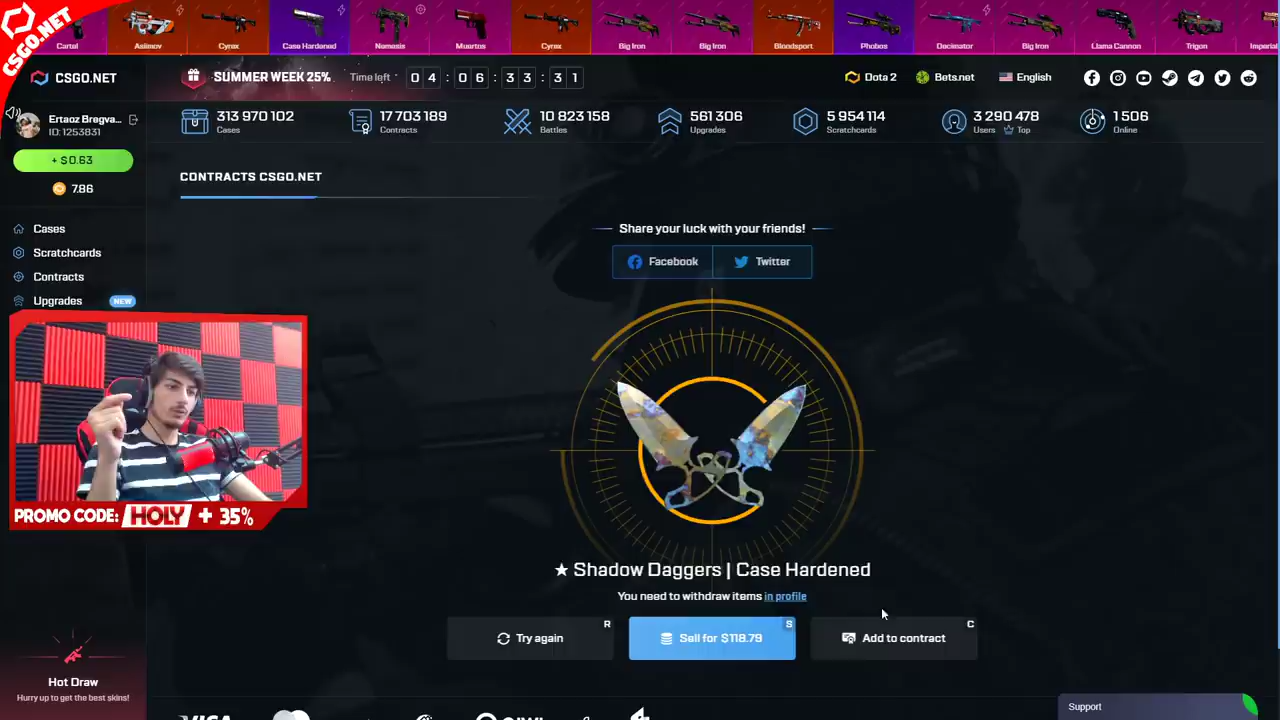 CSGO.NET
Cartel
Asiimov
Cyrex
Case Hardened
Nemesis
Muertos
Cyrex
Big Iron
Big Iron
Bloodsport
Phobos
Decimator
Big Iron
Llama Cannon
Trigon
Imperial
CSGO.NET
SUMMER WEEK 25%
Time left
0 4 : 0 6 : 3 3 : 3 1
Dota 2
Bets.net
English
Ertaoz Bregva...
ID: 1253831
313 970 102
Cases
17 703 189
Contracts
10 823 158
Battles
561 306
Upgrades
5 954 114
Scratchcards
3 290 478
Users
Top
1 506
Online
+ $ 0.63
7.86
CONTRACTS CSGO.NET
Cases
Scratchcards
Contracts
Upgrades
NEW
Share your luck with your friends!
Facebook
Twitter
PROMO CODE: HOLY + 35%
★ Shadow Daggers | Case Hardened
You need to withdraw items in profile
Try again
R
Sell for $118.79
S
Add to contract
C
Hot Draw
Hurry up to get the best skins!
VISA
QIWI
Support